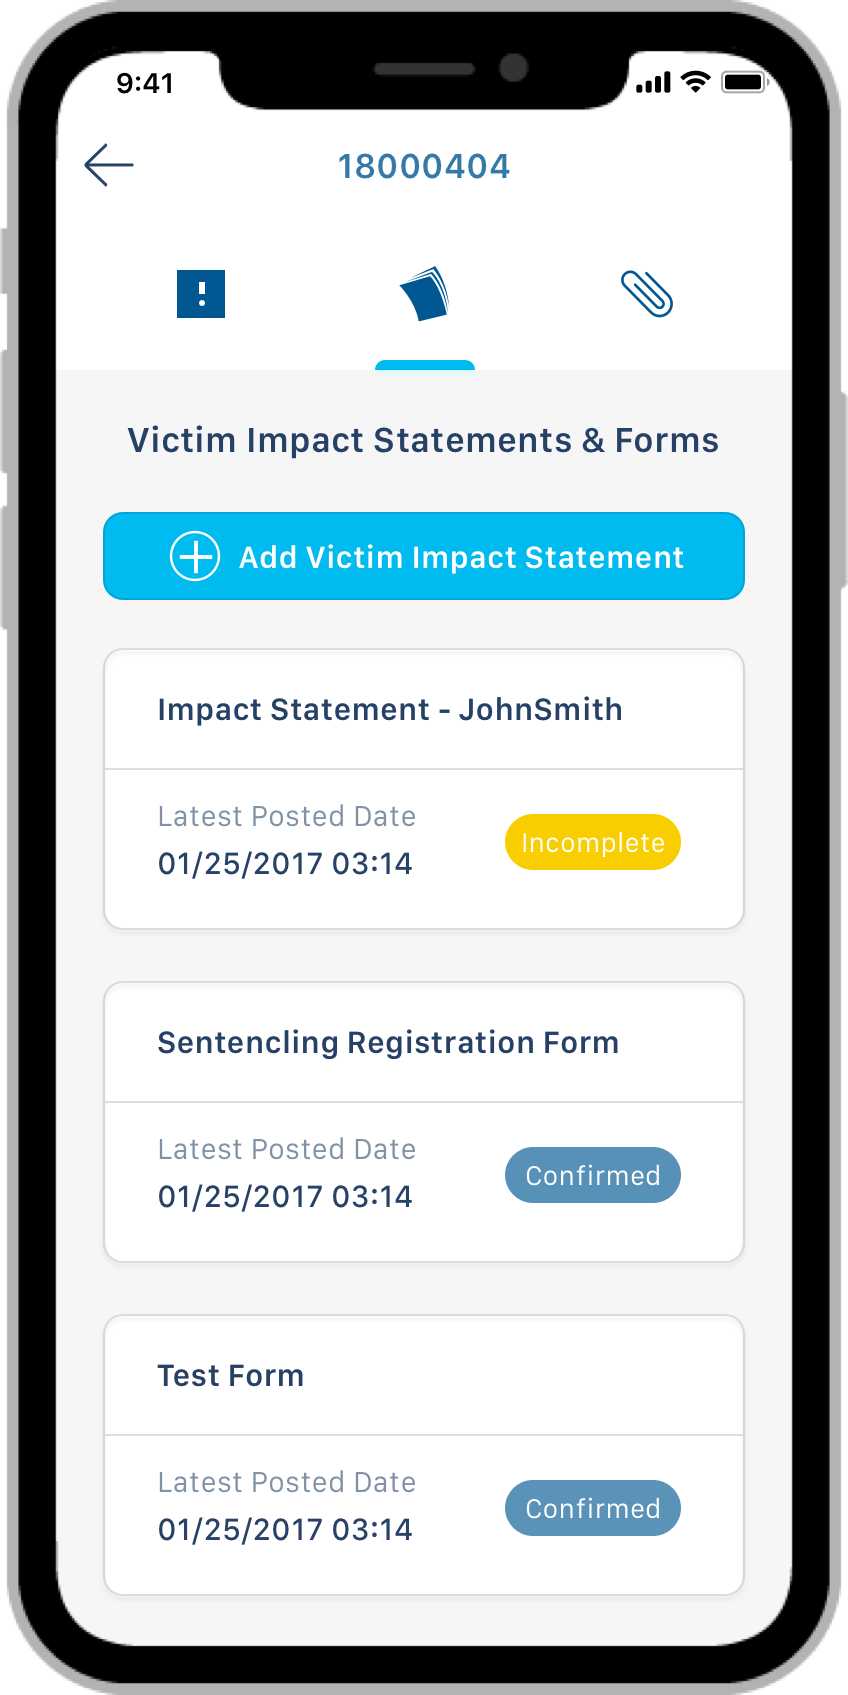 9:41
18000404
Victim Impact Statements & Forms
Add Victim Impact Statement
Impact Statement - JohnSmith
Latest Posted Date
01/25/2017 03:14
Incomplete
Sentencling Registration Form
Latest Posted Date
01/25/2017 03:14
Confirmed
Test Form
Latest Posted Date
01/25/2017 03:14
Confirmed